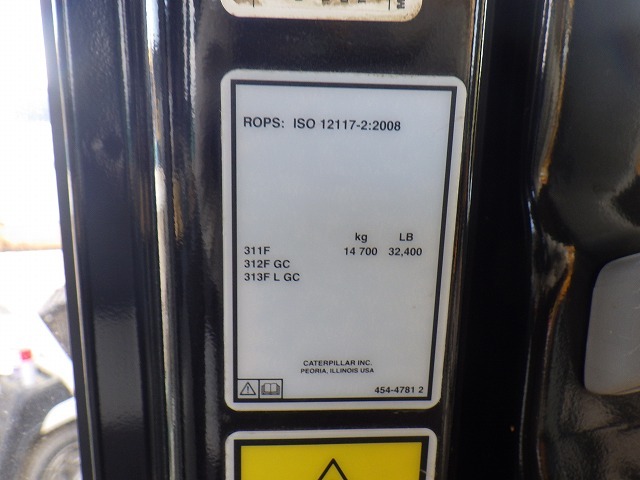 ROPS: ISO 12117-2:2008
kg LB
311F 14 700 32,400
312F GC
313F L GC
CATERPILLAR INC.
PEORIA, ILLINOIS USA
454-4781 2